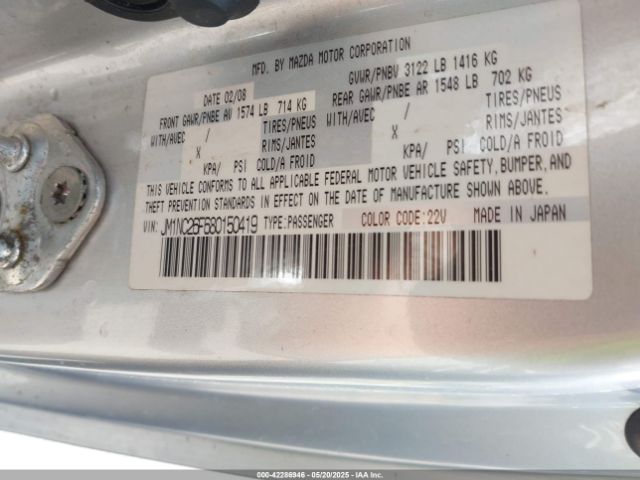 MFD. BY MAZDA MOTOR CORPORATION
DATE 02/08 GVWR/PNBV 3122 LB 1416 KG
FRONT GAWR/PNBE AV 1574 LB 714 KG REAR GAWR/PNBE AR 1548 LB 702 KG
WITH/AVEC / TIRES/PNEUS WITH/AVEC / TIRES/PNEUS
X RIMS/JANTES X RIMS/JANTES
KPA/ PSI COLD/A FROID KPA/ PSI COLD/A FROID
THIS VEHICLE CONFORMS TO ALL APPLICABLE FEDERAL MOTOR VEHICLE SAFETY, BUMPER, AND
THEFT PREVENTION STANDARDS IN EFFECT ON THE DATE OF MANUFACTURE SHOWN ABOVE.
VIN: JM1NC2BF680150419 TYPE:PASSENGER COLOR CODE:22V MADE IN JAPAN
000-42286946 - 05/20/2025 - IAA Inc.